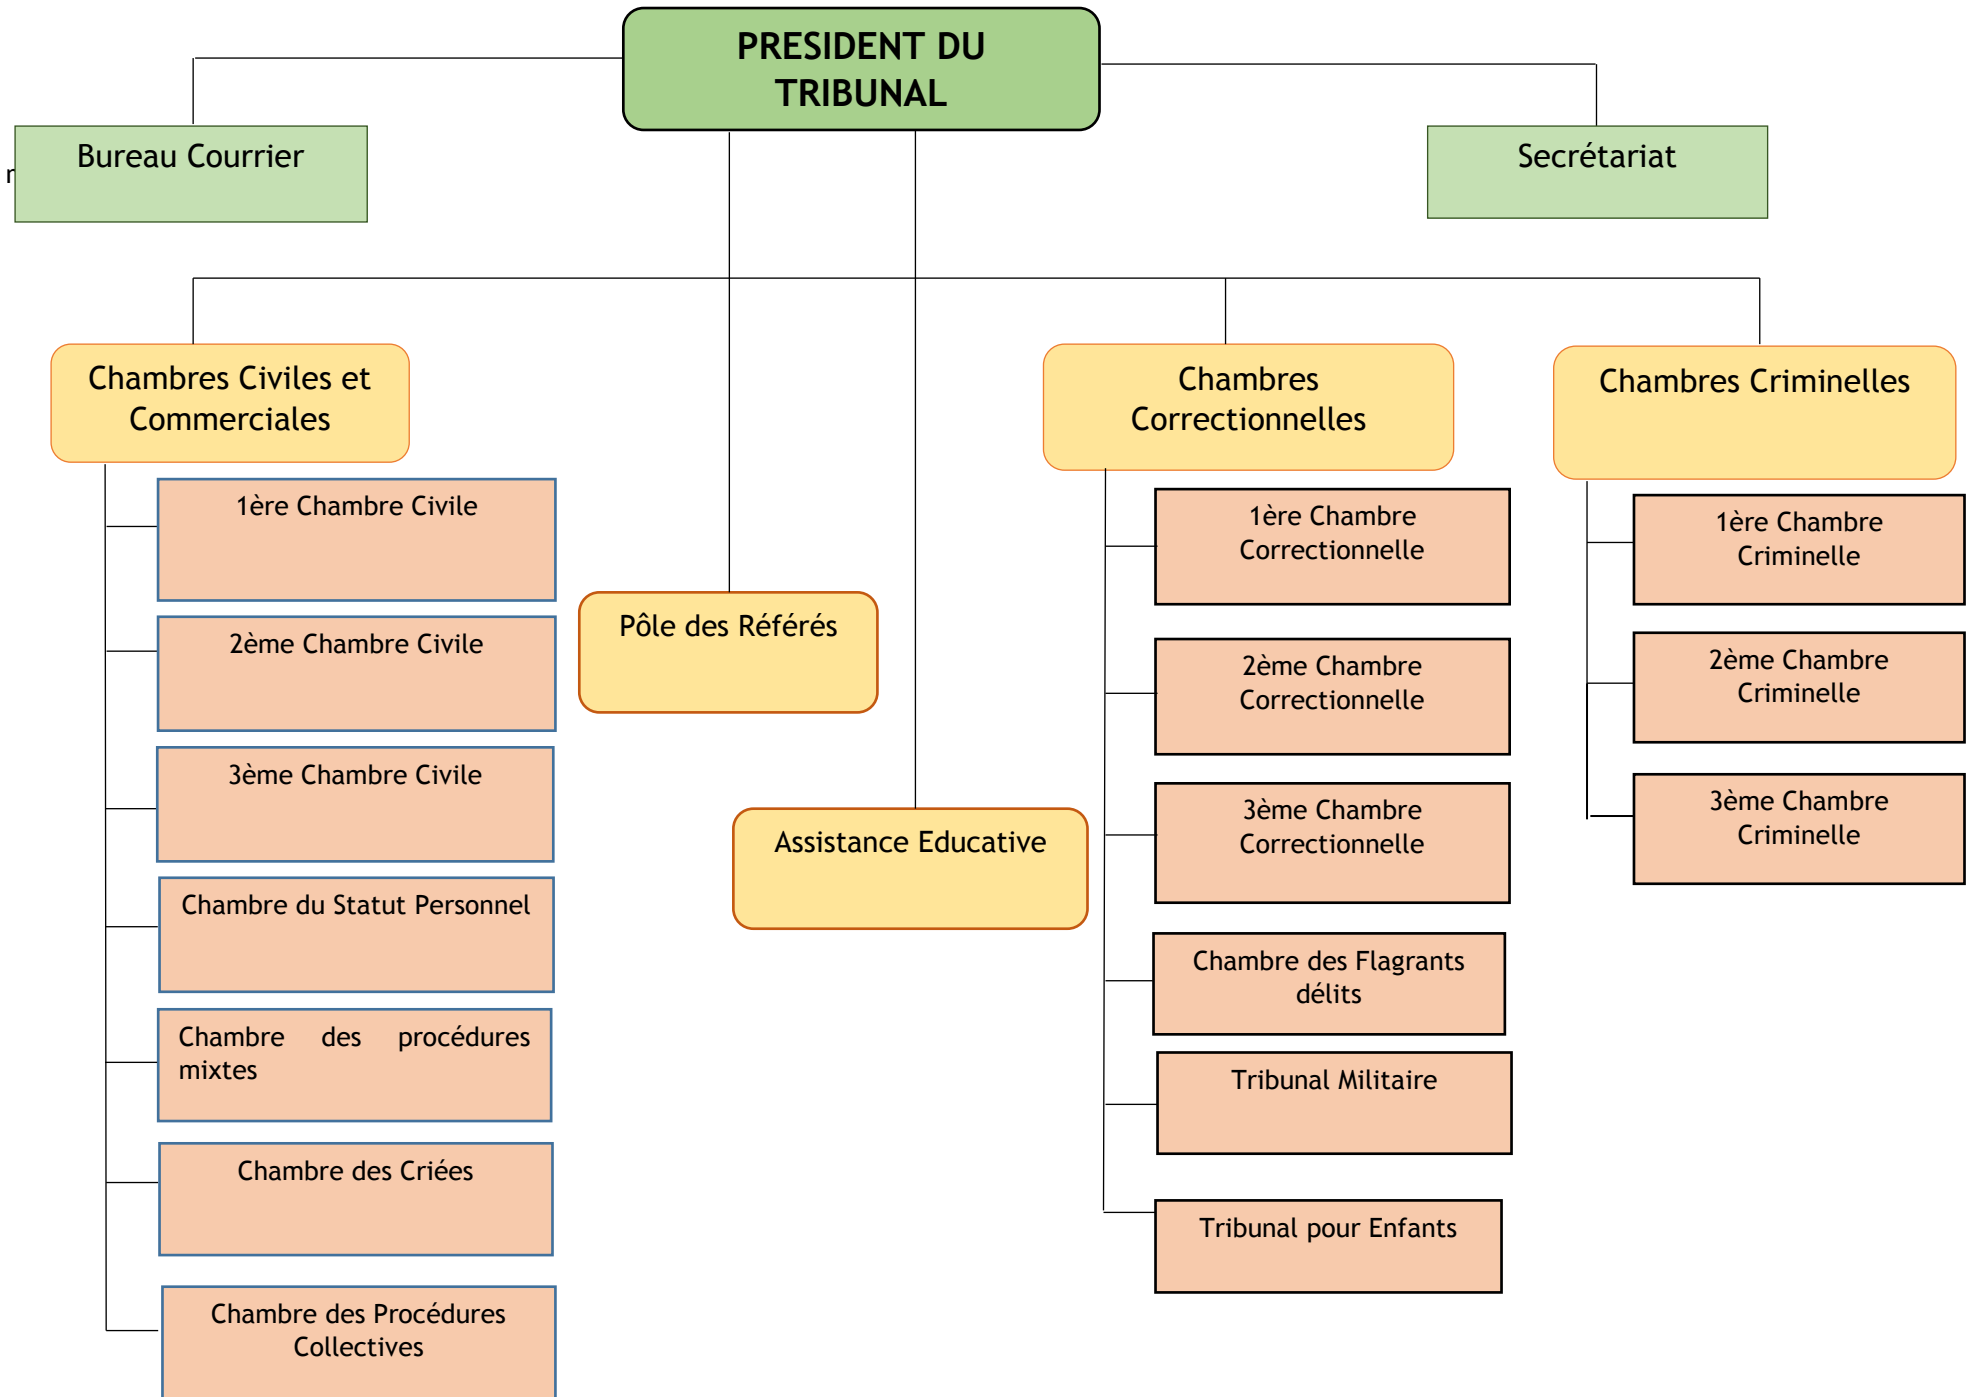 PRESIDENT DU
TRIBUNAL
Bureau Courrier
Secrétariat
r
Chambres Civiles et
Commerciales
1ère Chambre Civile
2ème Chambre Civile
3ème Chambre Civile
Chambre du Statut Personnel
Chambre des procédures
mixtes
Chambre des Criées
Chambre des Procédures
Collectives
Pôle des Référés
Assistance Educative
Chambres
Correctionnelles
1ère Chambre
Correctionnelle
2ème Chambre
Correctionnelle
3ème Chambre
Correctionnelle
Chambre des Flagrants
délits
Tribunal Militaire
Tribunal pour Enfants
Chambres Criminelles
1ère Chambre
Criminelle
2ème Chambre
Criminelle
3ème Chambre
Criminelle